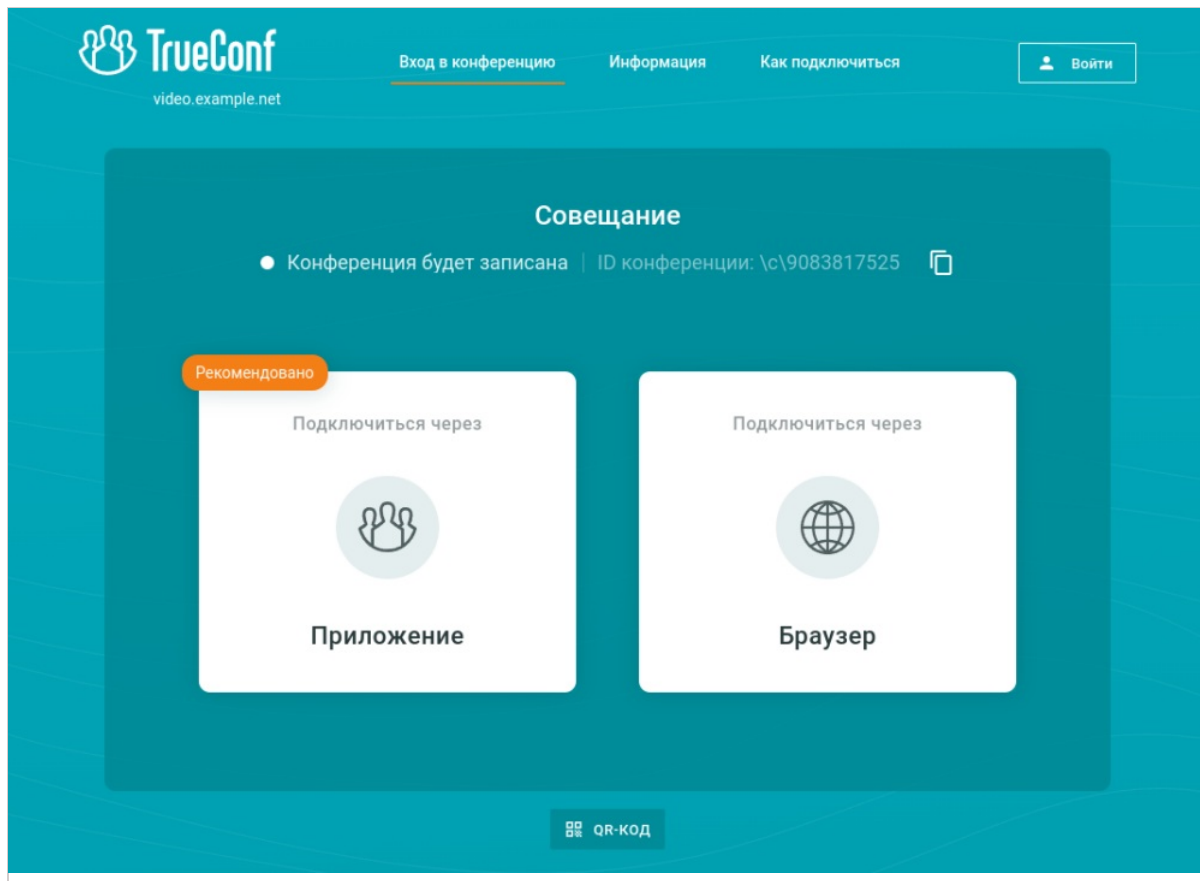 TrueConf
video.example.net
Вход в конференцию Информация Как подключиться Войти
Совещание
Конференция будет записана | ID конференции: \c\9083817525
Рекомендовано
Подключиться через Подключиться через
Приложение Браузер
QR-КОД